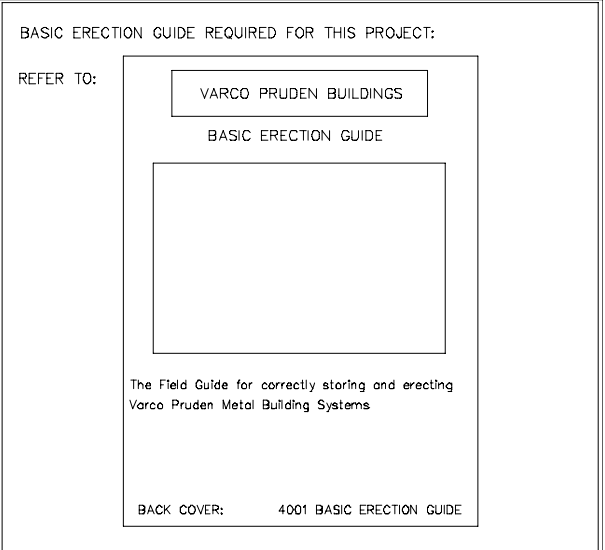 BASIC ERECTION GUIDE REQUIRED FOR THIS PROJECT:
REFER TO:
VARCO PRUDEN BUILDINGS
BASIC ERECTION GUIDE
The Field Guide for correctly storing and erecting
Varco Pruden Metal Building Systems
BACK COVER: 4001 BASIC ERECTION GUIDE